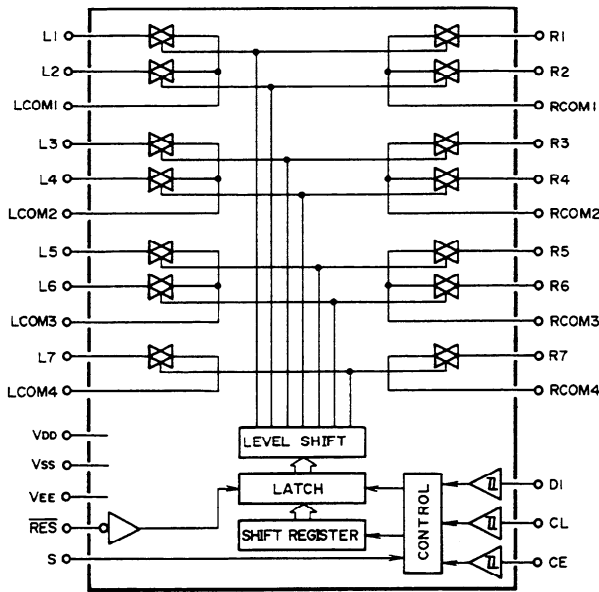 L1
R1
L2
R2
LCOM1
RCOM1
L3
R3
L4
R4
LCOM2
RCOM2
L5
R5
L6
R6
LCOM3
RCOM3
L7
R7
LCOM4
RCOM4
VDD
LEVEL SHIFT
VSS
VEE
LATCH
DI
RES
SHIFT REGISTER
CONTROL
CL
S
CE